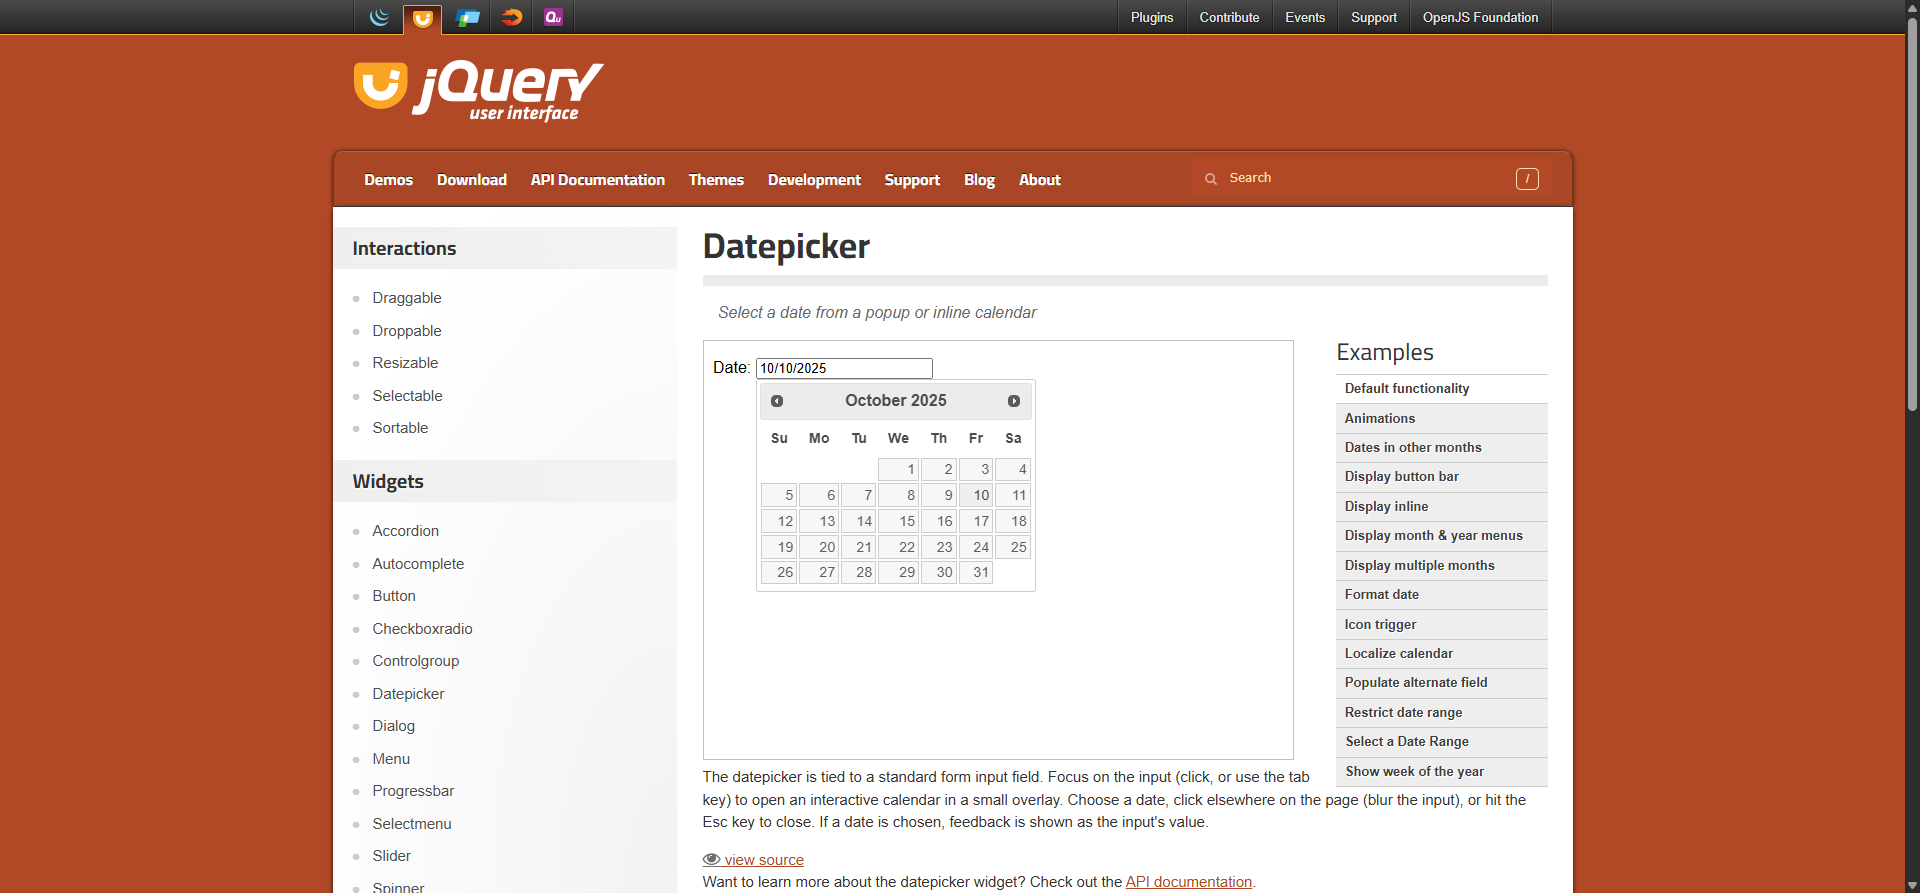 Plugins Contribute Events Support OpenJS Foundation
jQuery
user interface
Demos Download API Documentation Themes Development Support Blog About Search /
Interactions
Draggable
Droppable
Resizable
Selectable
Sortable
Widgets
Accordion
Autocomplete
Button
Checkboxradio
Controlgroup
Datepicker
Dialog
Menu
Progressbar
Selectmenu
Slider
Spinner
Datepicker
Select a date from a popup or inline calendar
Date: 10/10/2025
October 2025
Su Mo Tu We Th Fr Sa
1 2 3 4
5 6 7 8 9 10 11
12 13 14 15 16 17 18
19 20 21 22 23 24 25
26 27 28 29 30 31
Examples
Default functionality
Animations
Dates in other months
Display button bar
Display inline
Display month & year menus
Display multiple months
Format date
Icon trigger
Localize calendar
Populate alternate field
Restrict date range
Select a Date Range
Show week of the year
The datepicker is tied to a standard form input field. Focus on the input (click, or use the tab
key) to open an interactive calendar in a small overlay. Choose a date, click elsewhere on the page (blur the input), or hit the
Esc key to close. If a date is chosen, feedback is shown as the input's value.
view source
Want to learn more about the datepicker widget? Check out the API documentation.